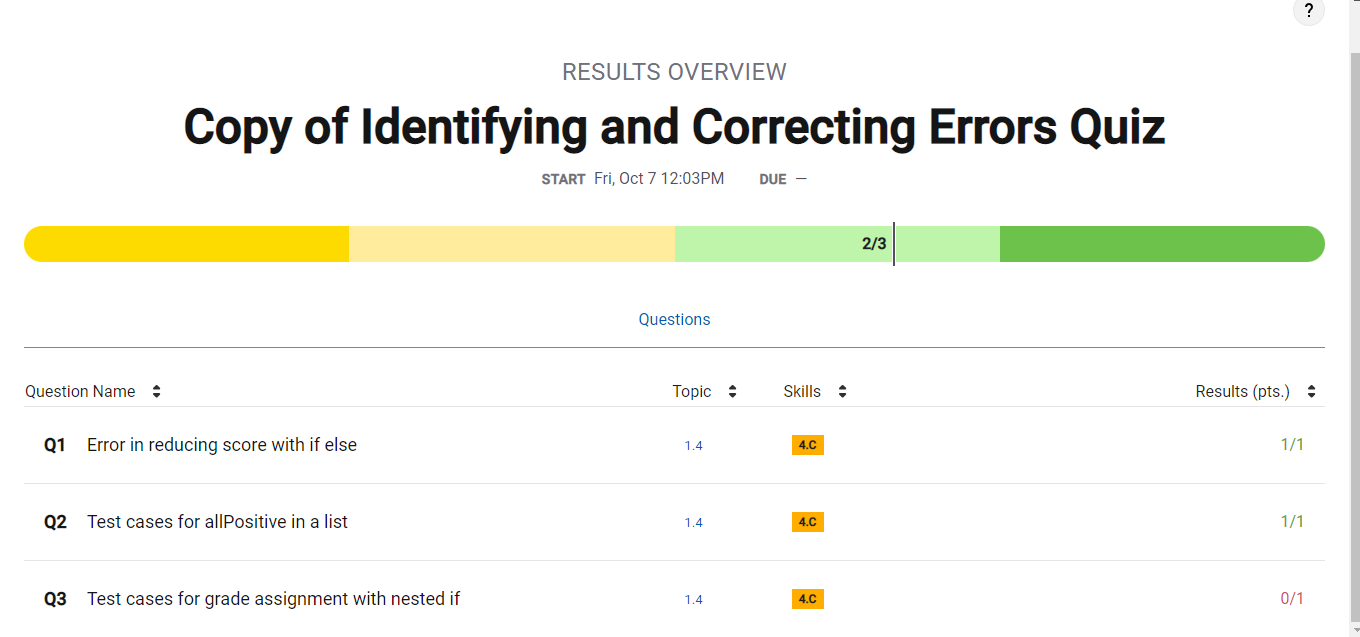 ?
RESULTS OVERVIEW
Copy of Identifying and Correcting Errors Quiz
START Fri, Oct 7 12:03PM DUE —
2/3
Questions
Question Name Topic Skills Results (pts.)
Q1 Error in reducing score with if else 1.4 4.C 1/1
Q2 Test cases for allPositive in a list 1.4 4.C 1/1
Q3 Test cases for grade assignment with nested if 1.4 4.C 0/1